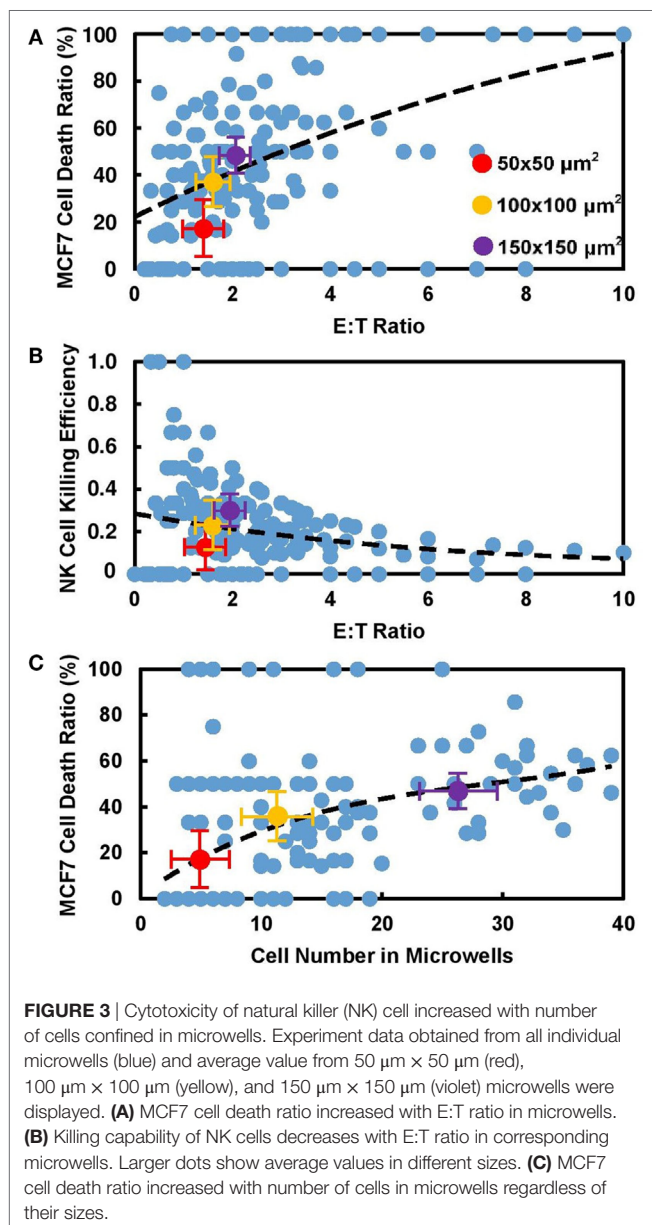 A
MCF7 Cell Death Ratio (%)
100
80
60
40
20
0
50x50 µm²
100x100 µm²
150x150 µm²
0 2 4 6 8 10
E:T Ratio
B
NK Cell Killing Efficiency
1.0
0.8
0.6
0.4
0.2
0
0 2 4 6 8 10
E:T Ratio
C
MCF7 Cell Death Ratio (%)
100
80
60
40
20
0
0 10 20 30 40
Cell Number in Microwells
FIGURE 3 | Cytotoxicity of natural killer (NK) cell increased with number
of cells confined in microwells. Experiment data obtained from all individual
microwells (blue) and average value from 50 µm × 50 µm (red),
100 µm × 100 µm (yellow), and 150 µm × 150 µm (violet) microwells were
displayed. (A) MCF7 cell death ratio increased with E:T ratio in microwells.
(B) Killing capability of NK cells decreases with E:T ratio in corresponding
microwells. Larger dots show average values in different sizes. (C) MCF7
cell death ratio increased with number of cells in microwells regardless of
their sizes.